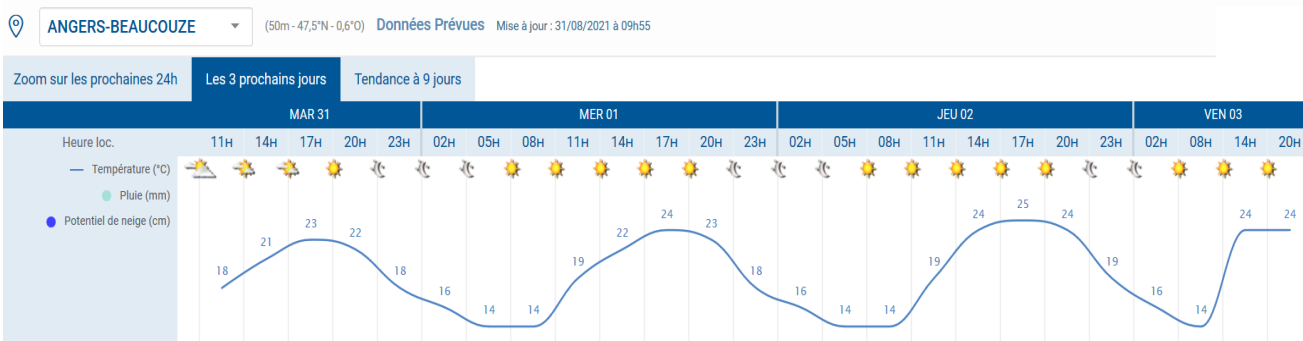 ANGERS-BEAUCOUZE (50m - 47,5°N - 0,6°O) Données Prévues Mise à jour : 31/08/2021 à 09h55
Zoom sur les prochaines 24h Les 3 prochains jours Tendance à 9 jours
MAR 31 MER 01 JEU 02 VEN 03
Heure loc. 11H 14H 17H 20H 23H 02H 05H 08H 11H 14H 17H 20H 23H 02H 05H 08H 11H 14H 17H 20H 23H 02H 08H 14H 20H
Température (°C)
Pluie (mm)
Potentiel de neige (cm)
18 21 23 22 18 16 14 14 19 22 24 23 18 16 14 14 19 24 25 24 19 16 14 24 24